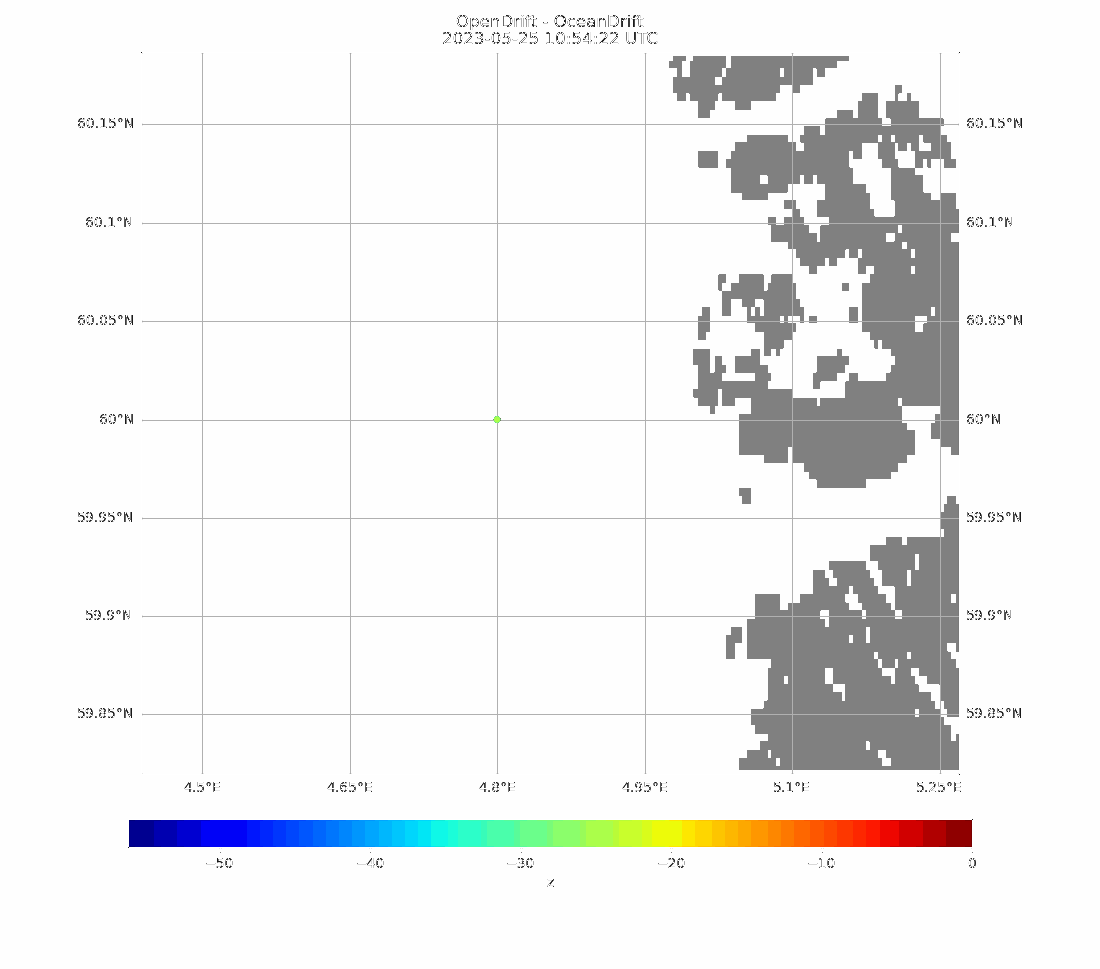 OpenDrift - OceanDrift
2023-05-25 10:54:22 UTC
60.15°N 60.15°N
60.1°N 60.1°N
60.05°N 60.05°N
60°N 60°N
59.95°N 59.95°N
59.9°N 59.9°N
59.85°N 59.85°N
4.5°E 4.65°E 4.8°E 4.95°E 5.1°E 5.25°E
−50 −40 −30 −20 −10 0
z